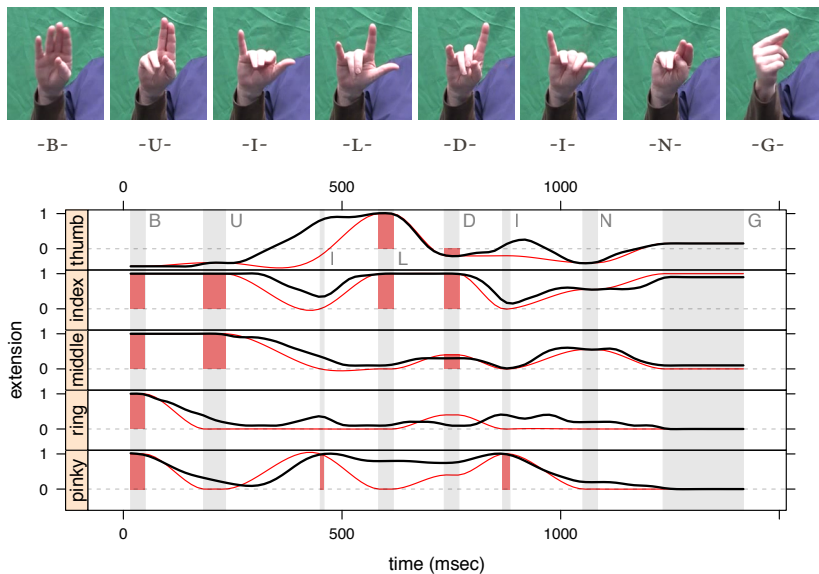 -B- -U- -I- -L- -D- -I- -N- -G-
0 500 1000
1 0 thumb B U I L D I N G
1 0 index
1 0 middle
1 0 ring
1 0 pinky
extension
0 500 1000
time (msec)